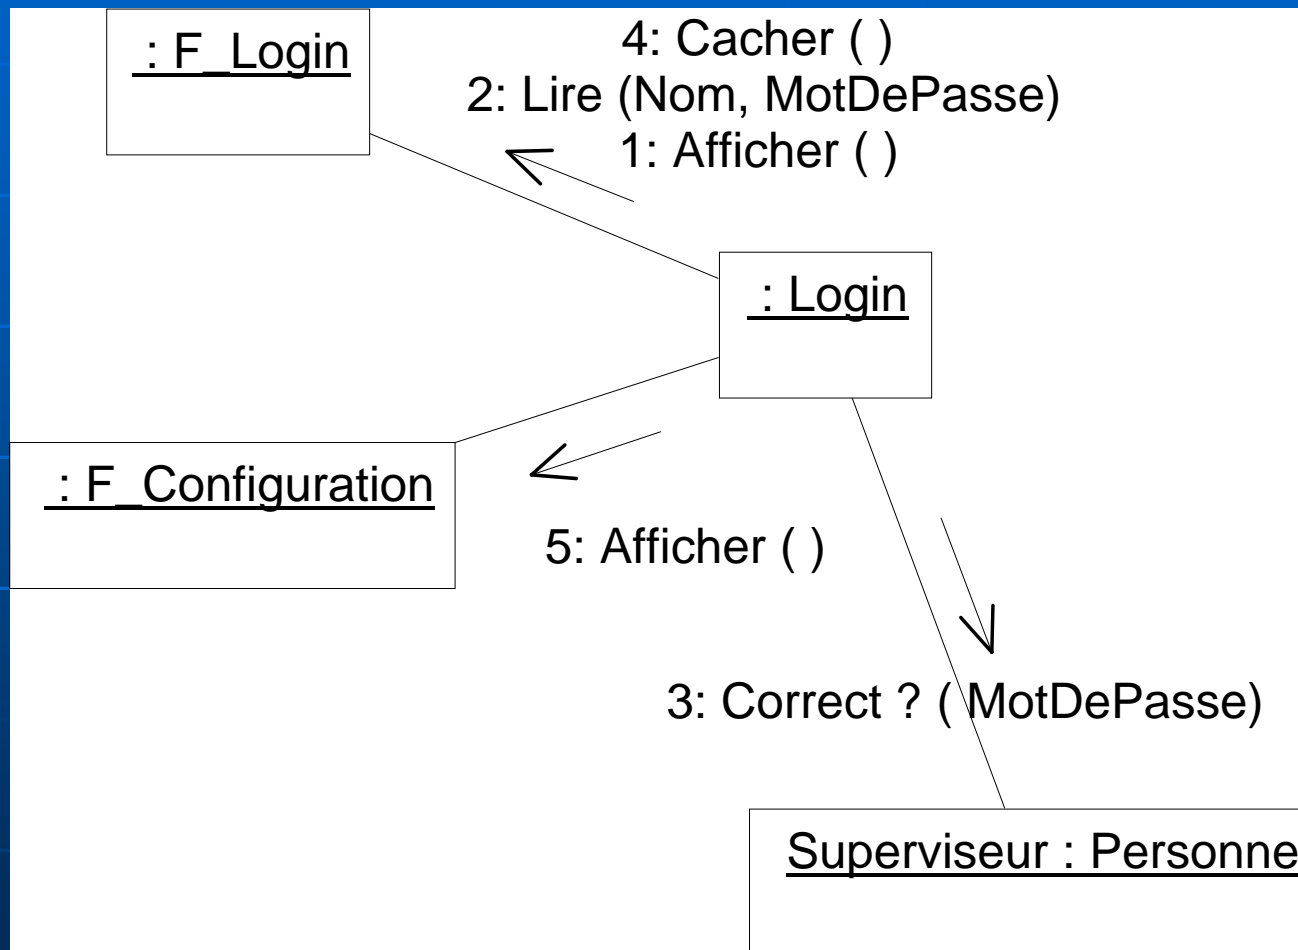 : F_Login
4: Cacher ( )
2: Lire (Nom, MotDePasse)
1: Afficher ( )
: Login
: F_Configuration
5: Afficher ( )
3: Correct ? ( MotDePasse)
Superviseur : Personne